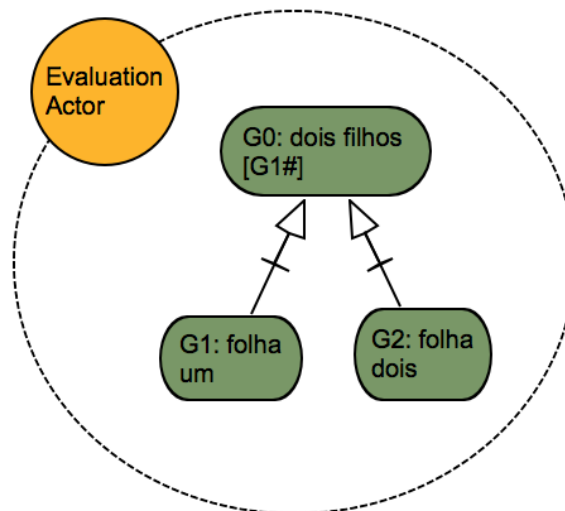 Evaluation
Actor
G0: dois filhos
[G1#]
G1: folha
um
G2: folha
dois